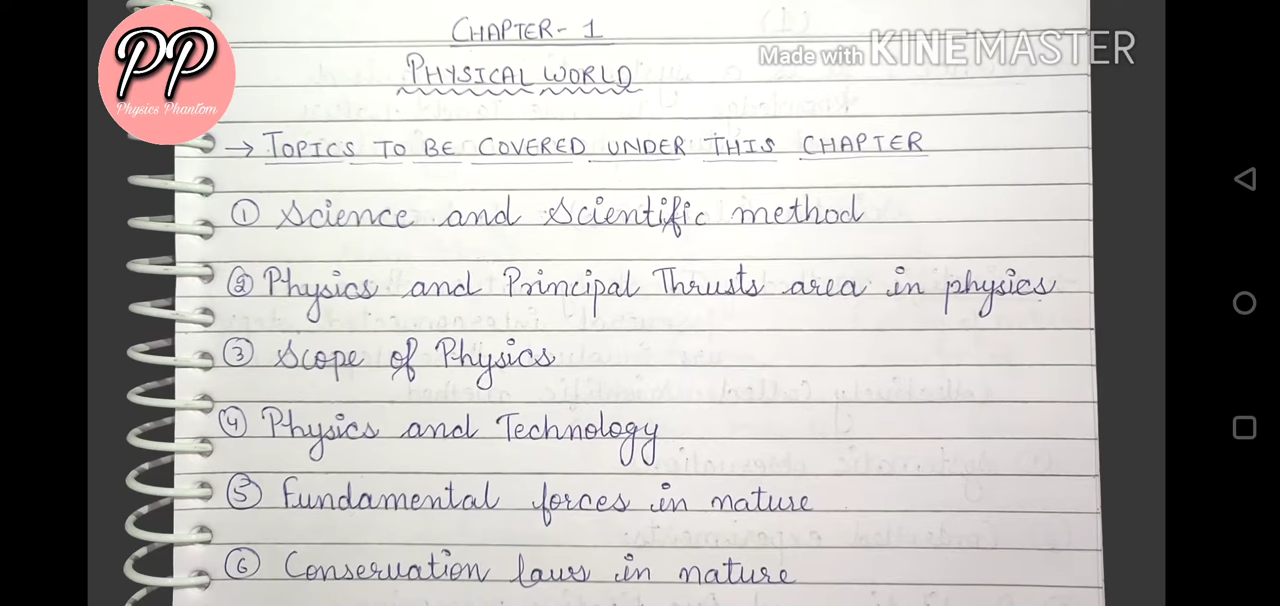 CHAPTER- 1
PHYSICAL WORLD
→ TOPICS TO BE COVERED UNDER THIS CHAPTER
① Science and Scientific method
② Physics and Principal Thrusts area in physics
③ Scope of Physics
④ Physics and Technology
⑤ Fundamental forces in nature
⑥ Conservation laws in nature
PP
Physics Phantom
Made with KINEMASTER